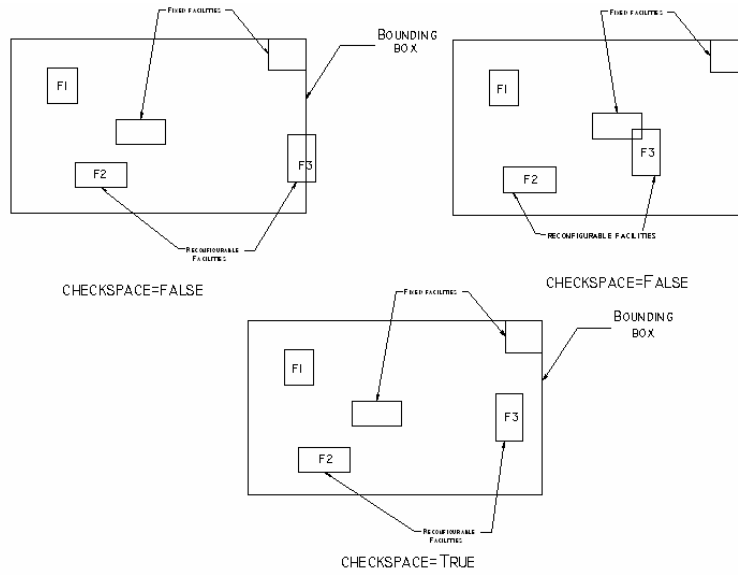 FIXED FACILITIES
BOUNDING
BOX
F1
F2
F3
RECONFIGURABLE
FACILITIES
CHECKSPACE=FALSE
FIXED FACILITIES
F1
F3
F2
RECONFIGURABLE FACILITIES
CHECKSPACE=FALSE
FIXED FACILITIES
BOUNDING
BOX
F1
F3
F2
RECONFIGURABLE
FACILITIES
CHECKSPACE=TRUE